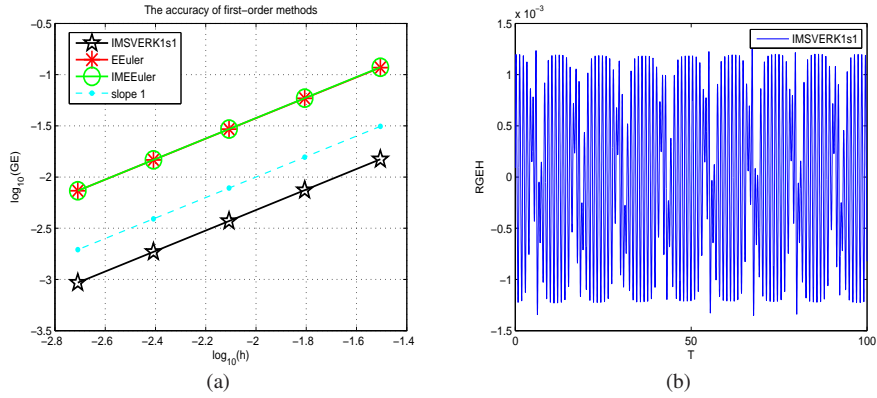 The accuracy of first−order methods
−0.5
−1
−1.5
−2
−2.5
−3
−3.5
log10(GE)
IMSVERK1s1
EEuler
IMEEuler
slope 1
−2.8 −2.6 −2.4 −2.2 −2 −1.8 −1.6 −1.4
log10(h)
(a)
x 10−3
1.5
1
0.5
0
−0.5
−1
−1.5
RGEH
IMSVERK1s1
0 50 100
T
(b)